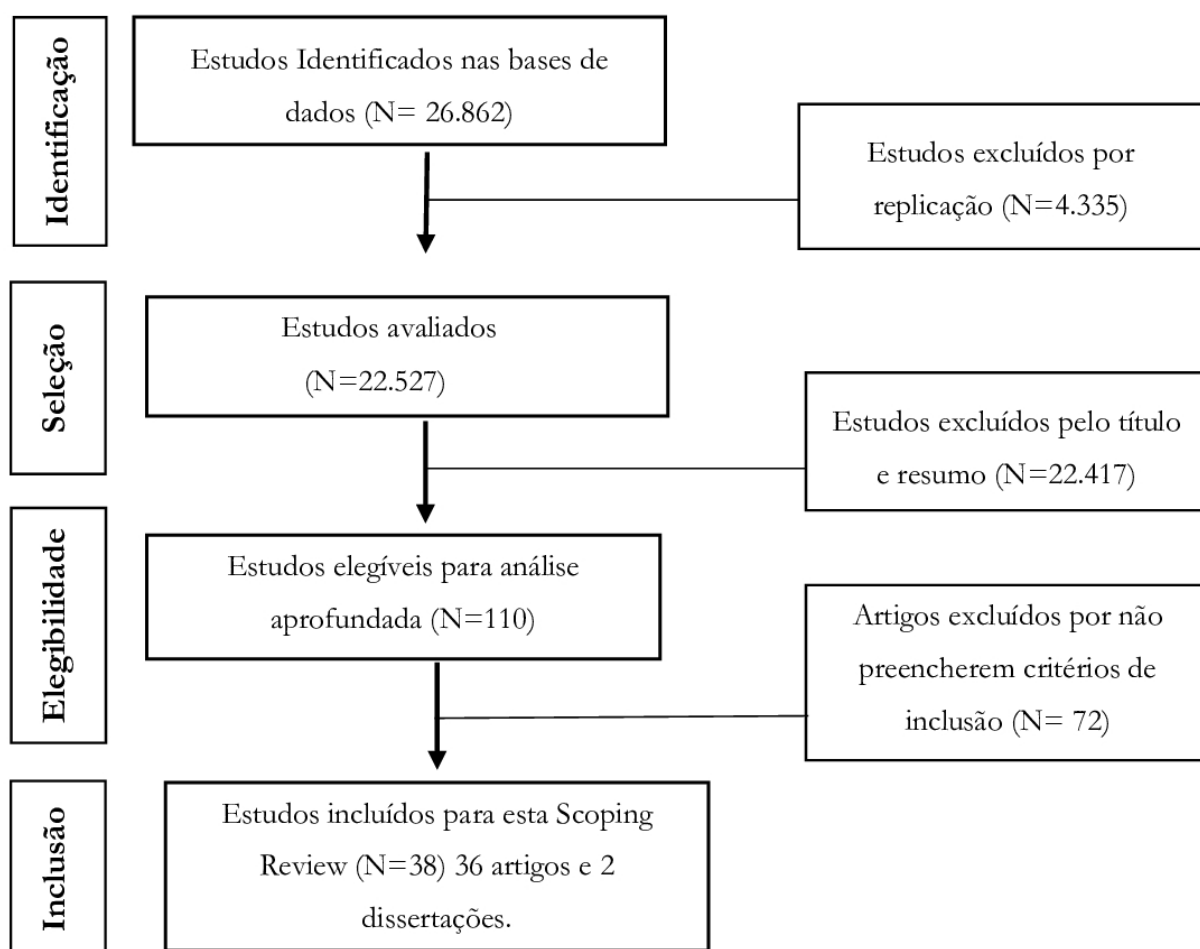 Identificação
Estudos Identificados nas bases de
dados (N= 26.862)
Estudos excluídos por
replicação (N=4.335)
Seleção
Estudos avaliados
(N=22.527)
Estudos excluídos pelo título
e resumo (N=22.417)
Elegibilidade
Estudos elegíveis para análise
aprofundada (N=110)
Artigos excluídos por não
preencherem critérios de
inclusão (N= 72)
Inclusão
Estudos incluídos para esta Scoping
Review (N=38) 36 artigos e 2
dissertações.